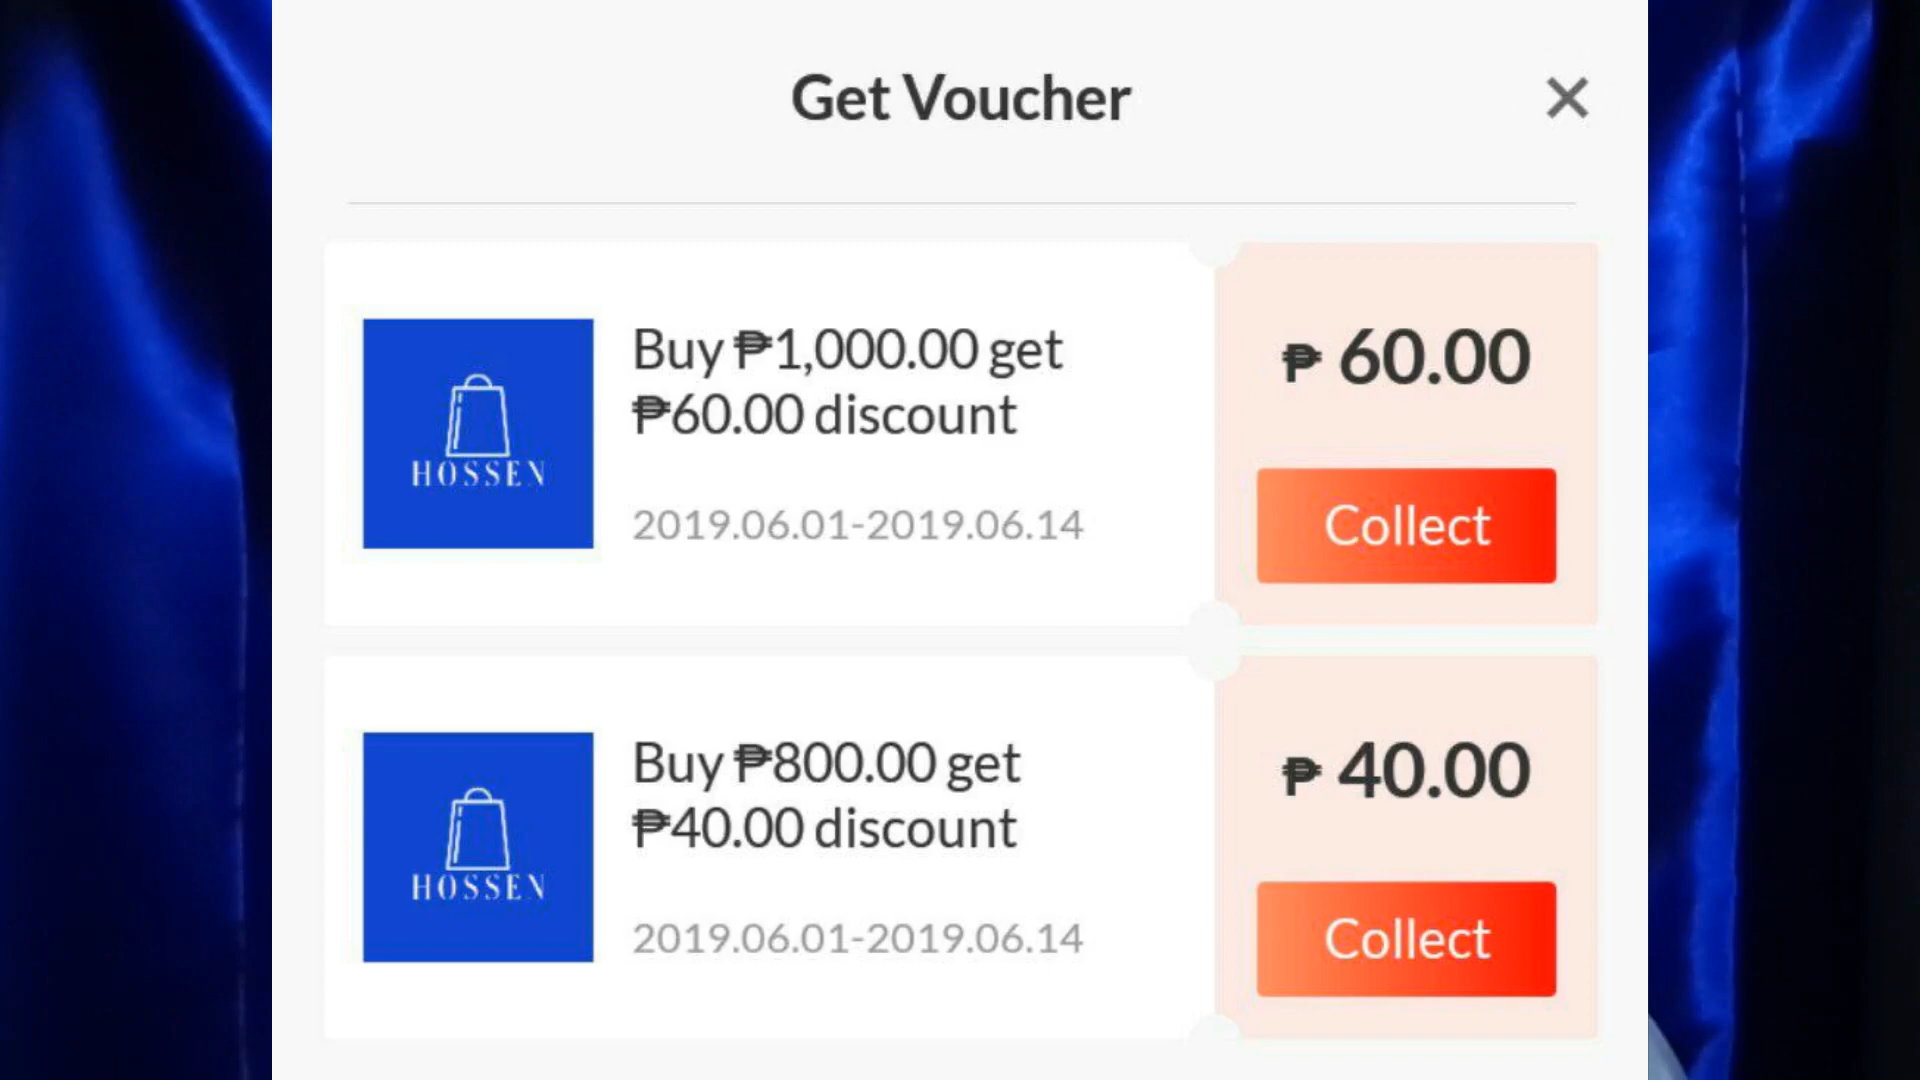 Get Voucher
Buy ₱1,000.00 get
₱60.00 discount
2019.06.01-2019.06.14
₱ 60.00
Collect
HOSSEN
Buy ₱800.00 get
₱40.00 discount
2019.06.01-2019.06.14
₱ 40.00
Collect
HOSSEN